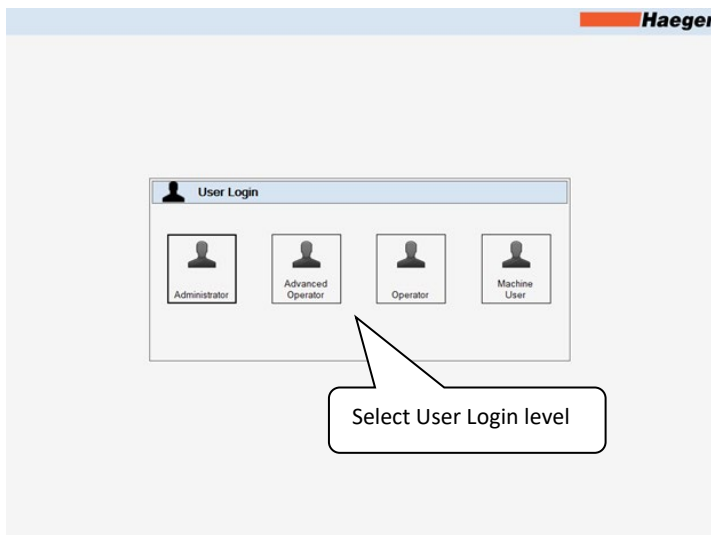 Haeger
User Login
Administrator
Advanced
Operator
Operator
Machine
User
Select User Login level